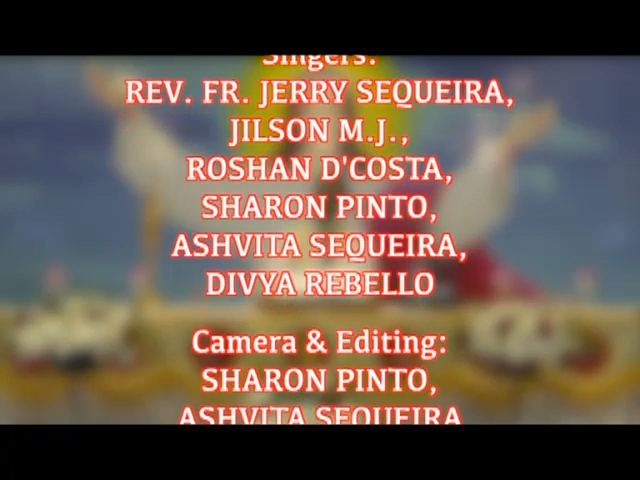 Singers:
REV. FR. JERRY SEQUEIRA,
JILSON M.J.,
ROSHAN D'COSTA,
SHARON PINTO,
ASHVITA SEQUEIRA,
DIVYA REBELLO
Camera & Editing:
SHARON PINTO,
ASHVITA SEQUEIRA